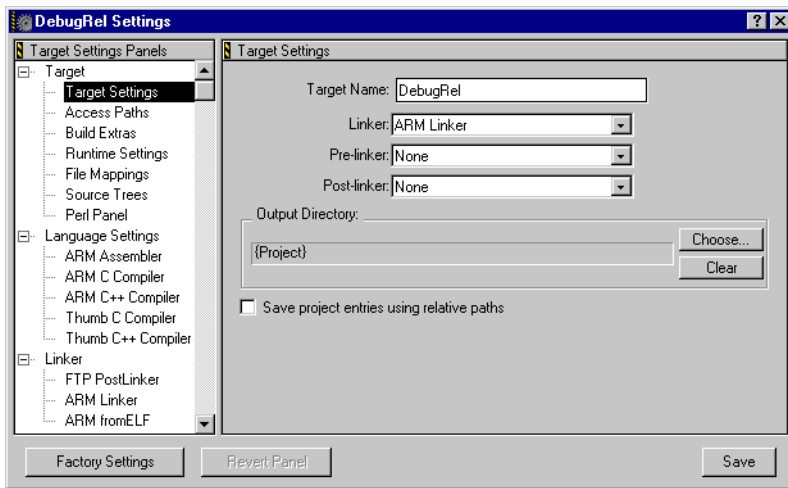 DebugRel Settings
Target Settings Panels
Target
Target Settings
Access Paths
Build Extras
Runtime Settings
File Mappings
Source Trees
Perl Panel
Language Settings
ARM Assembler
ARM C Compiler
ARM C++ Compiler
Thumb C Compiler
Thumb C++ Compiler
Linker
FTP PostLinker
ARM Linker
ARM fromELF
Target Settings
Target Name: DebugRel
Linker: ARM Linker
Pre-linker: None
Post-linker: None
Output Directory:
{Project}
Choose...
Clear
Save project entries using relative paths
Factory Settings
Revert Panel
Save